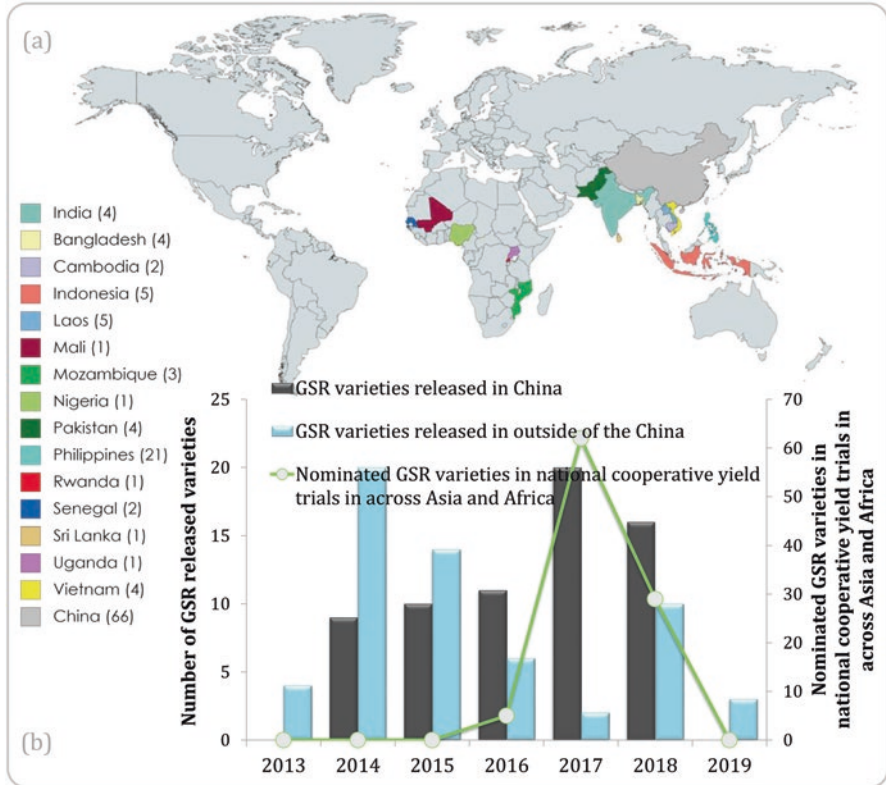 (a)
India (4)
Bangladesh (4)
Cambodia (2)
Indonesia (5)
Laos (5)
Mali (1)
Mozambique (3)
Nigeria (1)
Pakistan (4)
Philippines (21)
Rwanda (1)
Senegal (2)
Sri Lanka (1)
Uganda (1)
Vietnam (4)
China (66)
(b)
Number of GSR released varieties
25
20
15
10
5
0
GSR varieties released in China
GSR varieties released in outside of the China
Nominated GSR varieties in national cooperative yield
trials in across Asia and Africa
70
60
50
40
30
20
10
0
Nominated GSR varieties in
national cooperative yield trials in
across Asia and Africa
2013 2014 2015 2016 2017 2018 2019